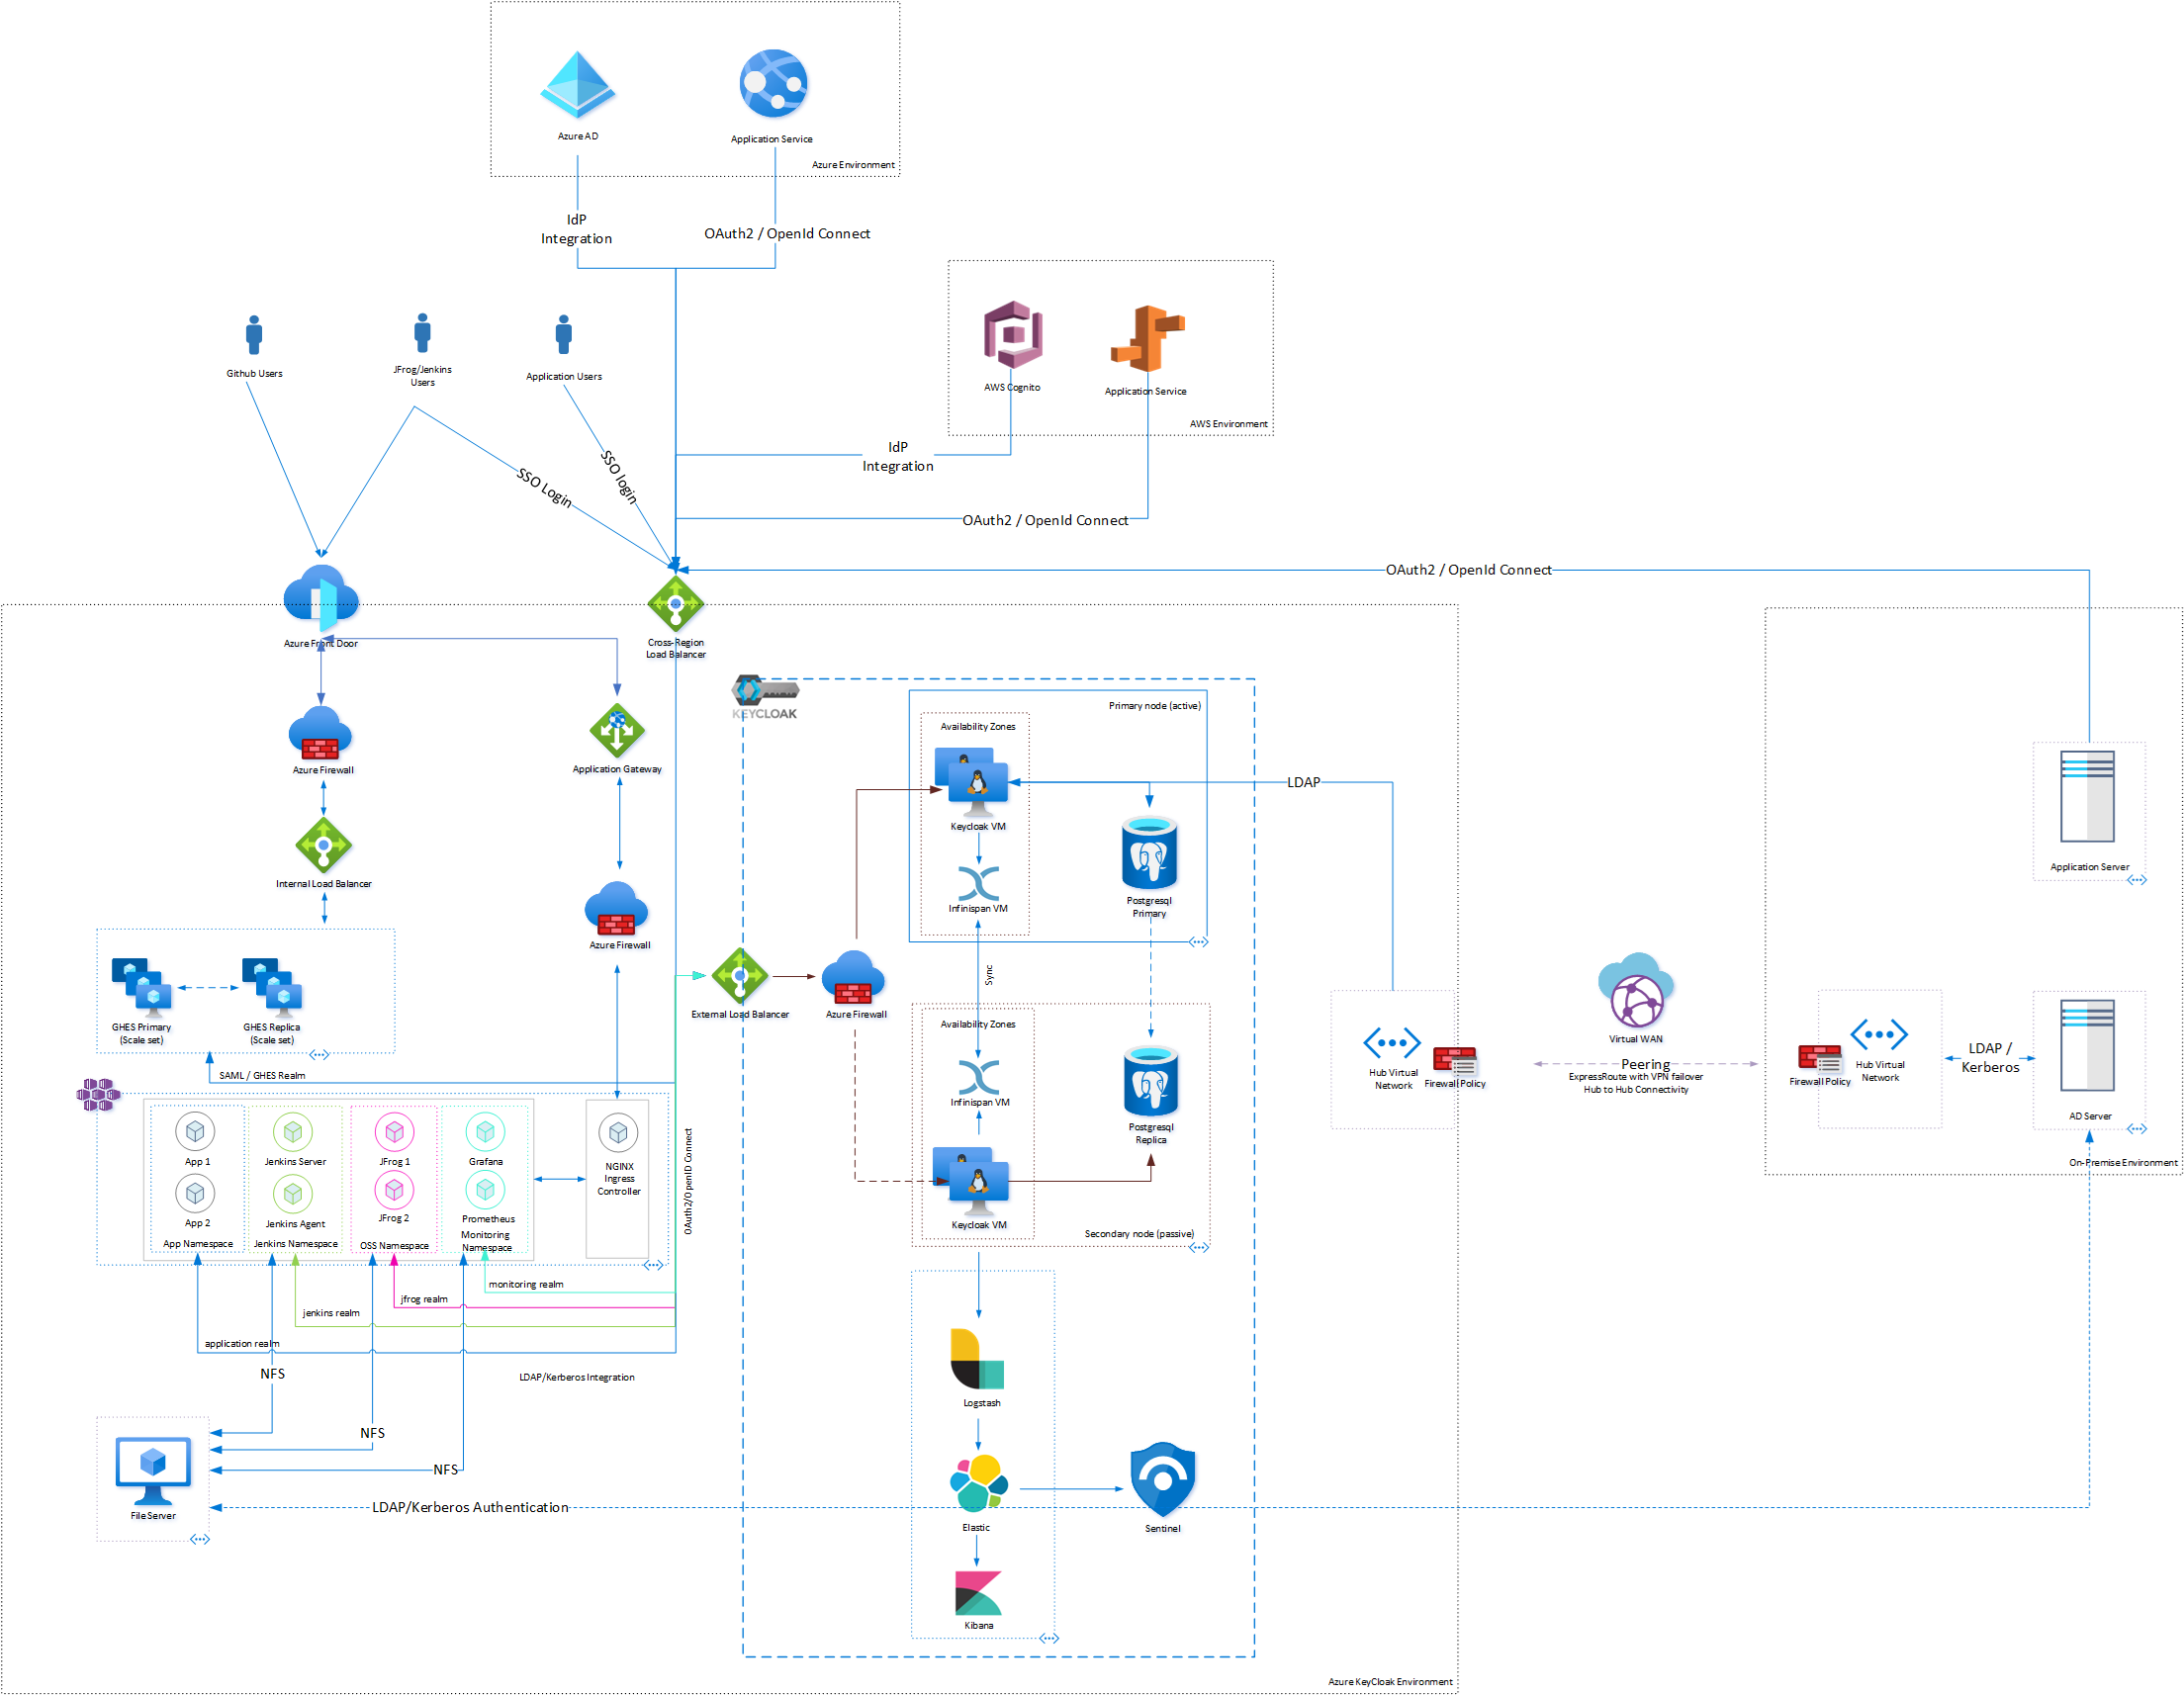 Azure AD
Application Service
Azure Environment
IdP
Integration
OAuth2 / OpenId Connect
Github Users
JFrog/Jenkins
Users
Application Users
AWS Cognito
Application Service
AWS Environment
IdP
Integration
SSO Login
SSO login
OAuth2 / OpenId Connect
OAuth2 / OpenId Connect
Azure Front Door
Cross-Region
Load Balancer
KEYCLOAK
Primary node (active)
Availability Zones
Azure Firewall
Application Gateway
LDAP
Keycloak VM
Internal Load Balancer
Infinispan VM
Postgresql
Primary
Application Server
Azure Firewall
Sync
GHES Primary
(Scale set)
GHES Replica
(Scale set)
External Load Balancer
Azure Firewall
Availability Zones
Virtual WAN
Hub Virtual
Network
Firewall Policy
Peering
ExpressRoute with VPN failover
Hub to Hub Connectivity
Firewall Policy
Hub Virtual
Network
LDAP /
Kerberos
AD Server
On-Premise Environment
SAML / GHES Realm
Infinispan VM
Postgresql
Replica
App 1
Jenkins Server
JFrog 1
Grafana
NGINX
Ingress
Controller
App 2
Jenkins Agent
JFrog 2
Prometheus
App Namespace
Jenkins Namespace
OSS Namespace
Monitoring
Namespace
OAuth2/OpenID Connect
Keycloak VM
Secondary node (passive)
monitoring realm
jfrog realm
jenkins realm
application realm
NFS
LDAP/Kerberos Integration
NFS
NFS
Logstash
File Server
LDAP/Kerberos Authentication
Elastic
Sentinel
Kibana
Azure KeyCloak Environment